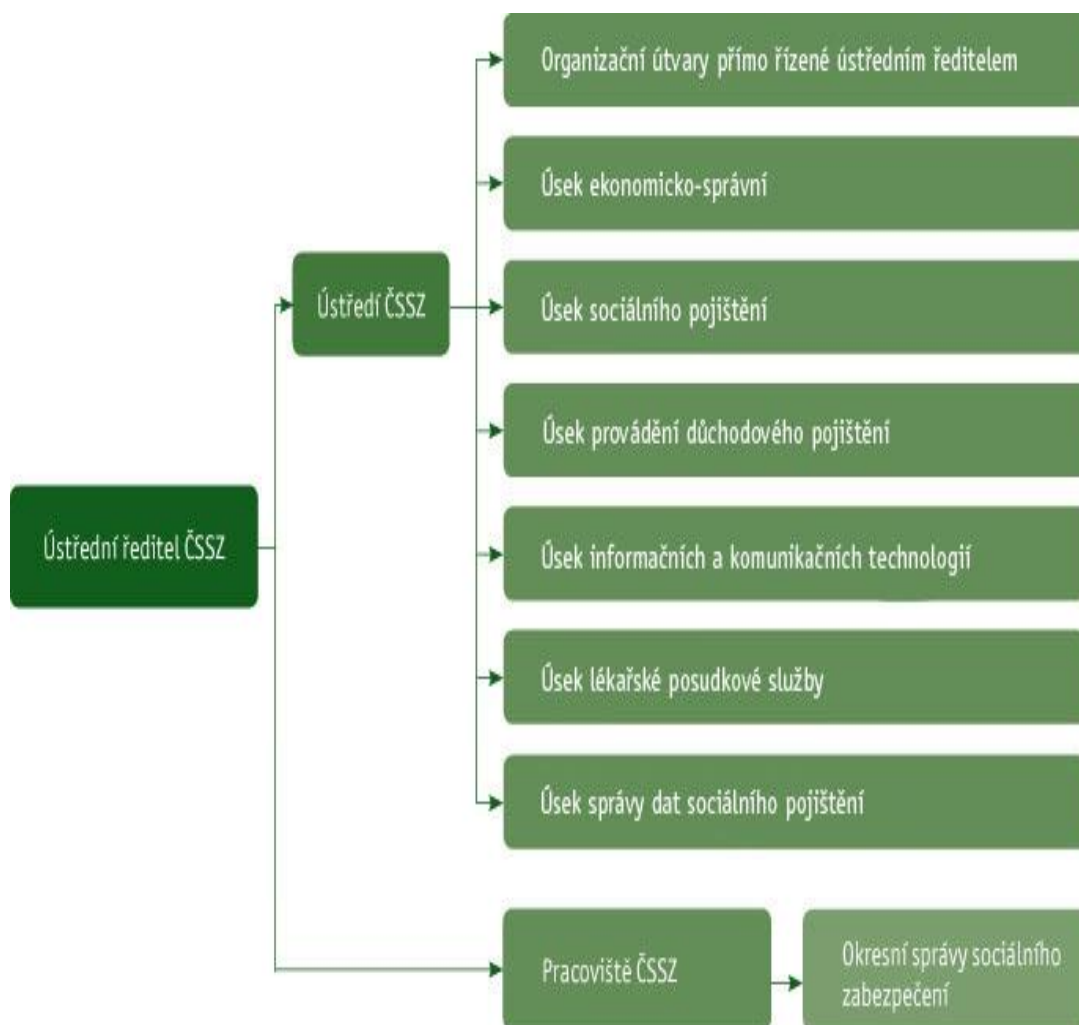 Organizační útvary přímo řízené ústředním ředitelem
Úsek ekonomicko-správní
Úsek sociálního pojištění
Ústředí ČSSZ
Úsek provádění důchodového pojištění
Ústřední ředitel ČSSZ
Úsek informačních a komunikačních technologií
Úsek lékařské posudkové služby
Úsek správy dat sociálního pojištění
Pracoviště ČSSZ
Okresní správy sociálního
zabezpečení